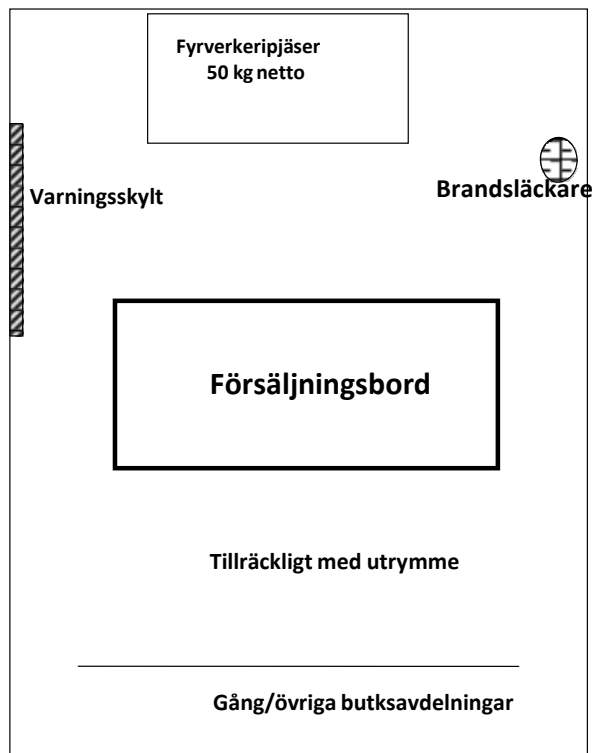 Fyrverkeripjäser
50 kg netto
Varningsskylt
Brandsläckare
Försäljningsbord
Tillräckligt med utrymme
Gång/övriga butksavdelningar